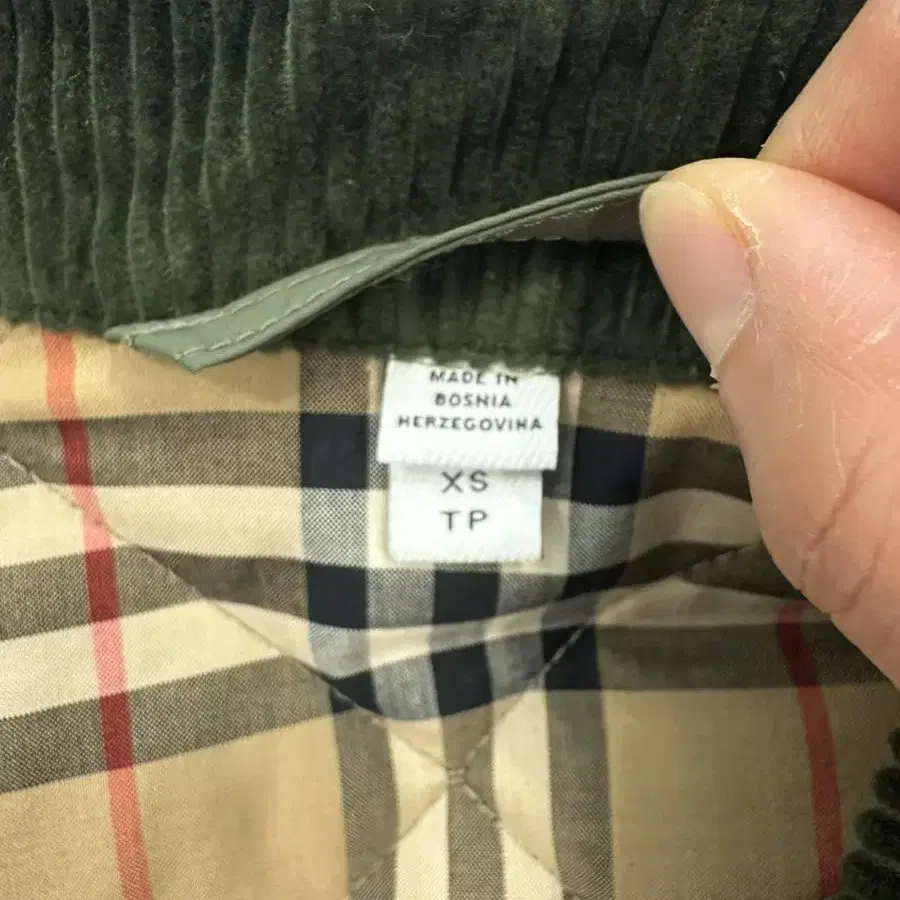 MADE IN
BOSNIA
HERZEGOVINA
XS
TP